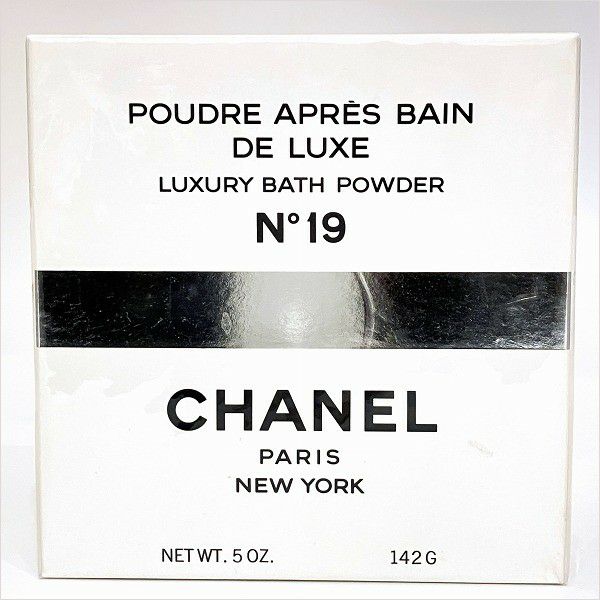 POUDRE APRÈS BAIN
DE LUXE
LUXURY BATH POWDER
N°19
CHANEL
PARIS
NEW YORK
NET WT. 5 OZ. 142 G